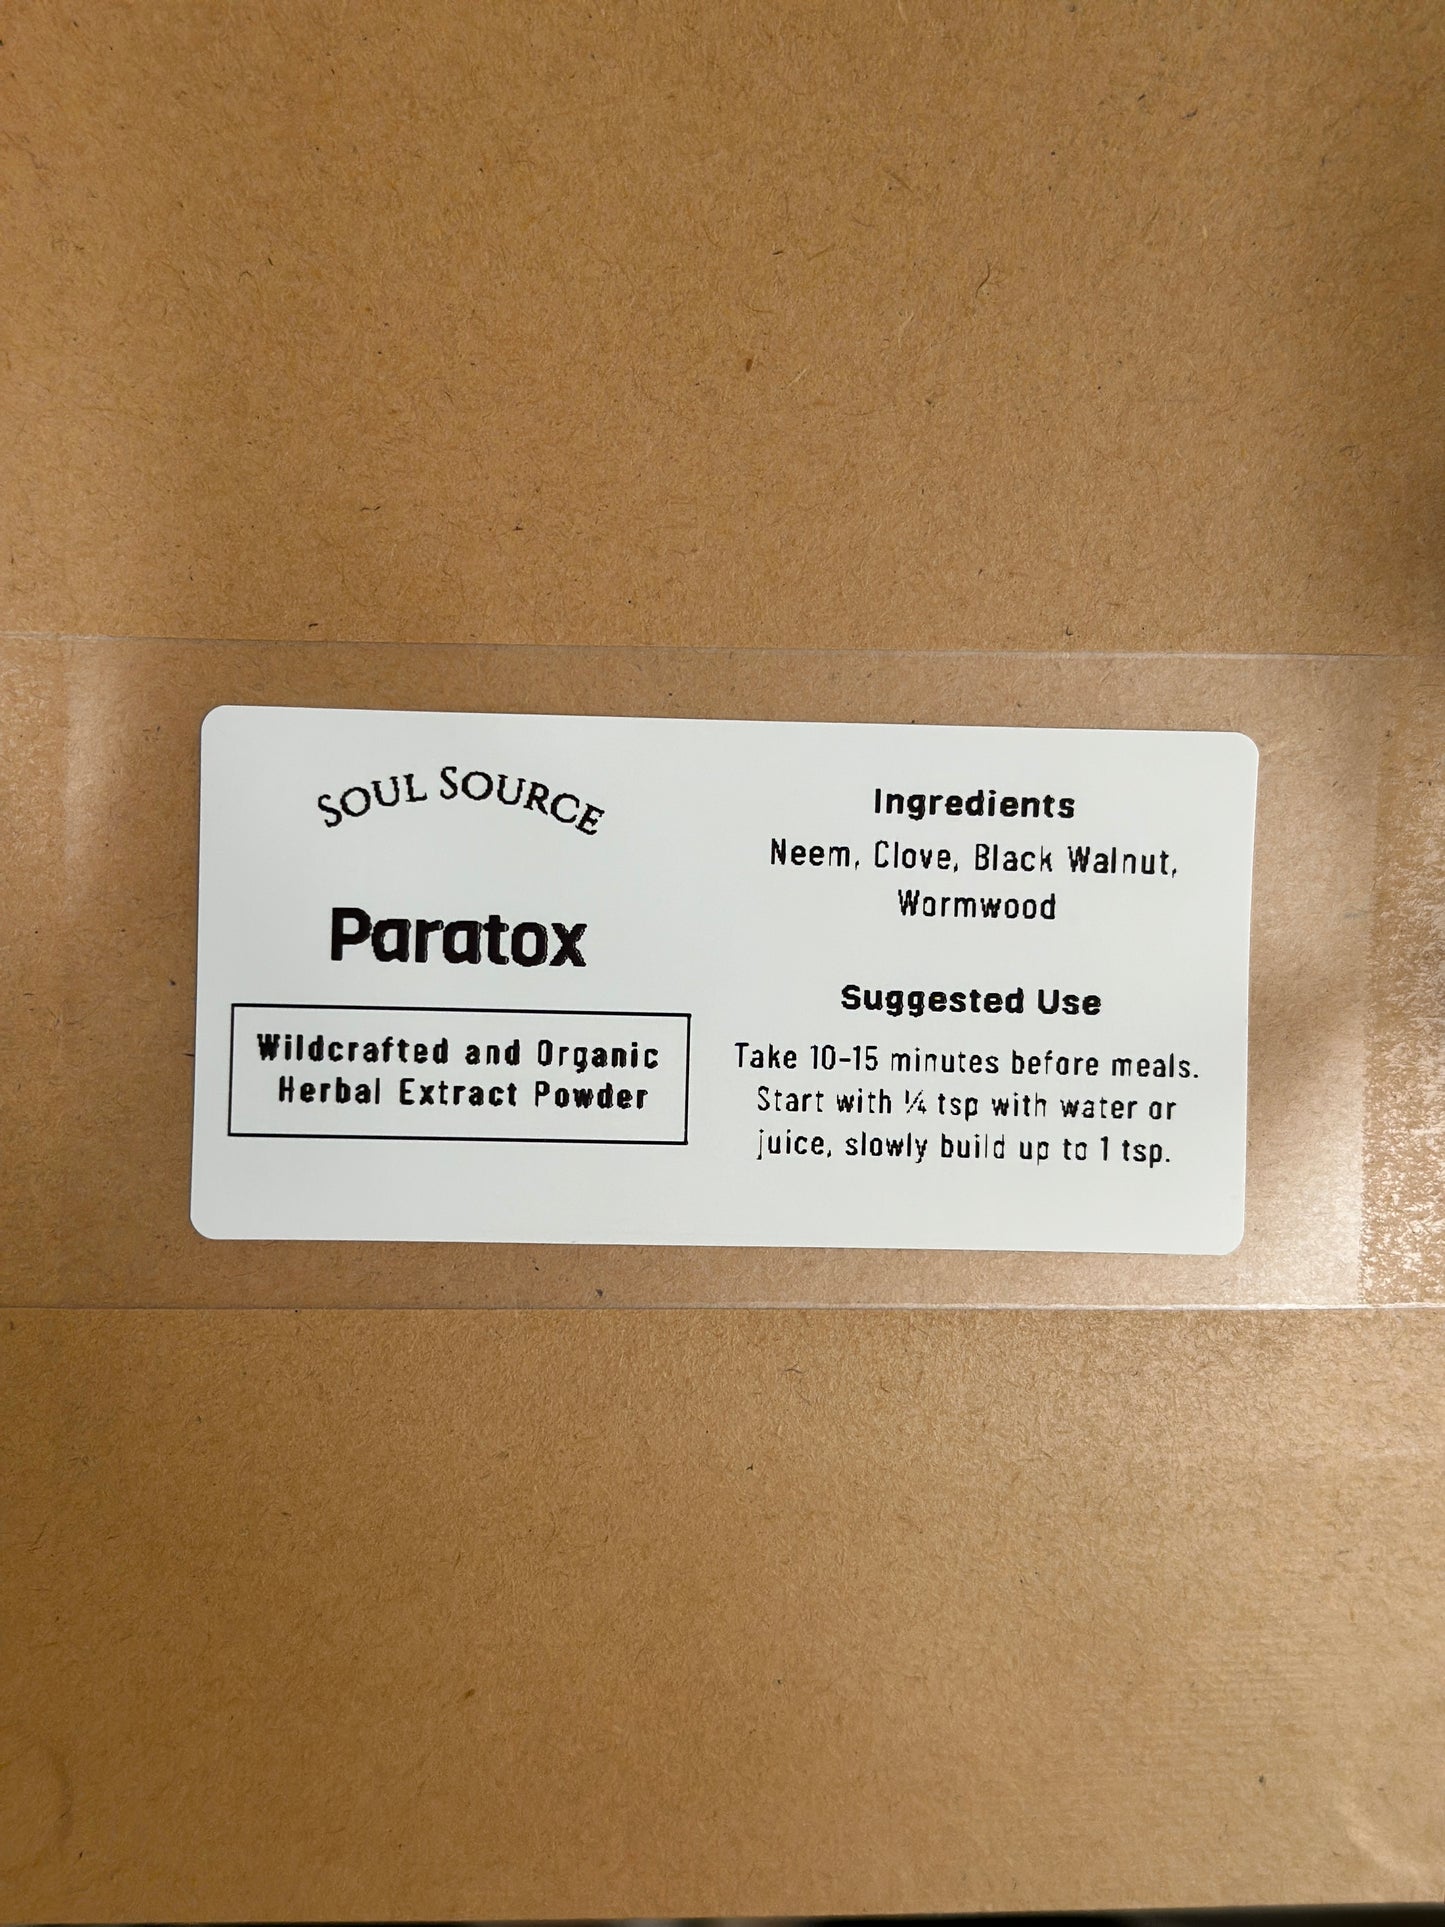 SOUL SOURCE
Paratox
Wildcrafted and Organic
Herbal Extract Powder
Ingredients
Neem, Clove, Black Walnut,
Wormwood
Suggested Use
Take 10-15 minutes before meals.
Start with ¼ tsp with water or
juice, slowly build up to 1 tsp.